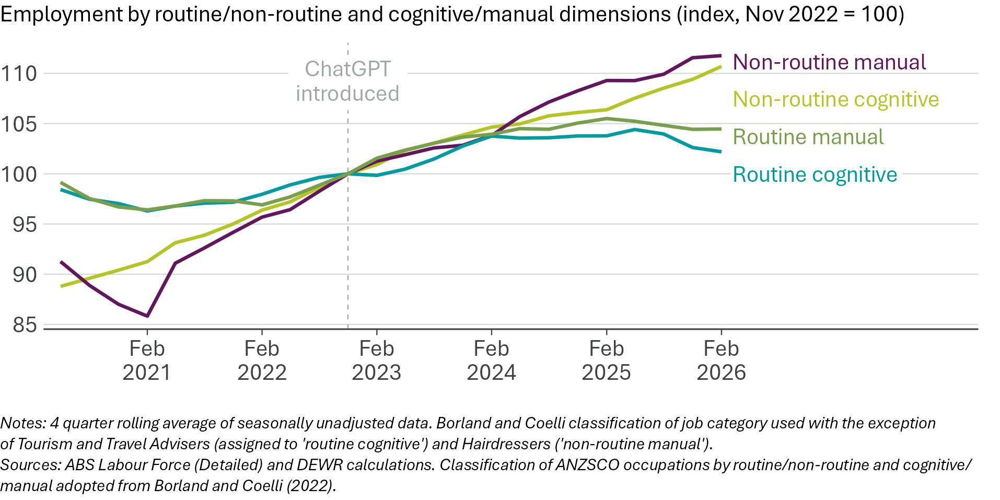 Employment by routine/non-routine and cognitive/manual dimensions (index, Nov 2022 = 100)
ChatGPT
introduced
110
105
100
95
90
85
Non-routine manual
Non-routine cognitive
Routine manual
Routine cognitive
Feb
2021
Feb
2022
Feb
2023
Feb
2024
Feb
2025
Feb
2026
Notes: 4 quarter rolling average of seasonally unadjusted data. Borland and Coelli classification of job category used with the exception
of Tourism and Travel Advisers (assigned to 'routine cognitive') and Hairdressers ('non-routine manual').
Sources: ABS Labour Force (Detailed) and DEWR calculations. Classification of ANZSCO occupations by routine/non-routine and cognitive/
manual adopted from Borland and Coelli (2022).